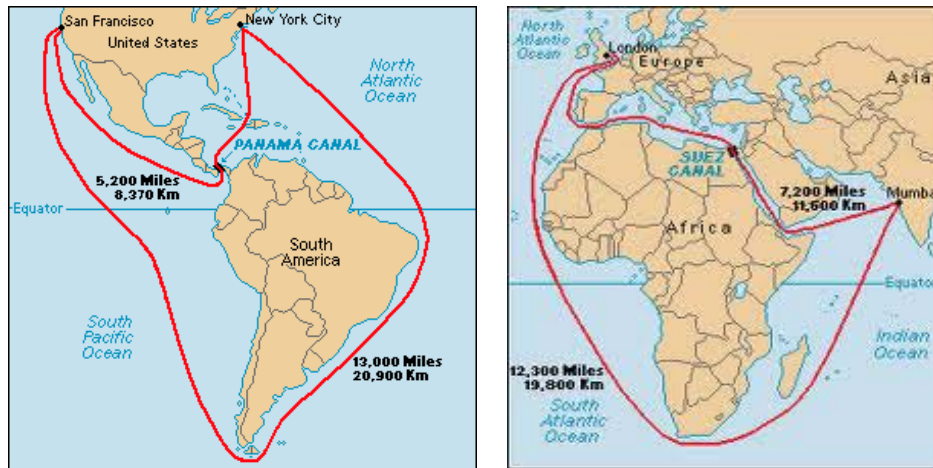 San Francisco
New York City
United States
North
Atlantic
Ocean
PANAMA CANAL
5,200 Miles
8,370 Km
Equator
South
America
South
Pacific
Ocean
13,000 Miles
20,900 Km
North
Atlantic
Ocean
London
Europe
Asia
SUEZ
CANAL
7,200 Miles
11,600 Km
Mumba
Africa
Equator
Indian
Ocean
12,300 Miles
19,800 Km
South
Atlantic
Ocean